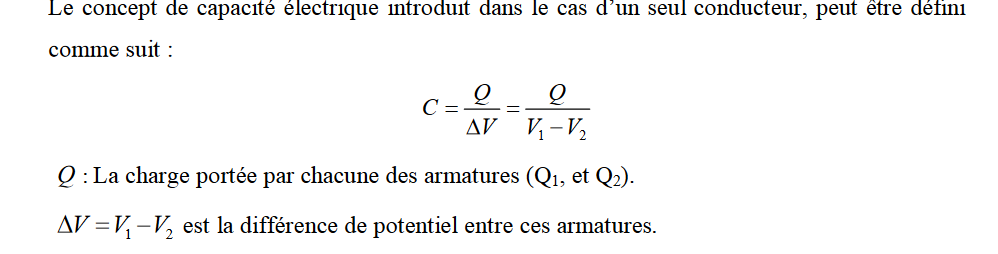 Le concept de capacité électrique introduit dans le cas d'un seul conducteur, peut être défini
comme suit :
C = Q / ΔV = Q / (V₁ − V₂)
Q : La charge portée par chacune des armatures (Q₁, et Q₂).
ΔV = V₁ − V₂ est la différence de potentiel entre ces armatures.